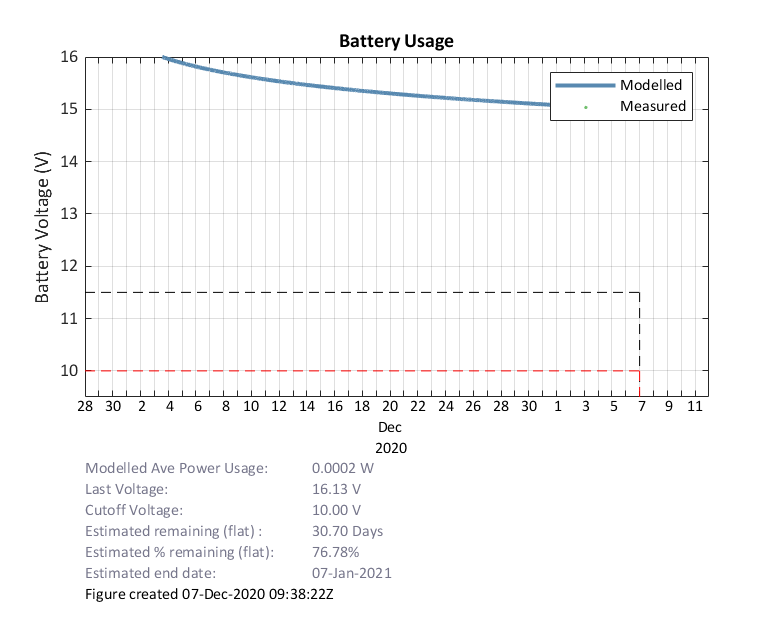 Battery Usage
16
15
14
13
12
11
10
Battery Voltage (V)
Modelled
Measured
28 30 2 4 6 8 10 12 14 16 18 20 22 24 26 28 30 1 3 5 7 9 11
Dec
2020
Modelled Ave Power Usage: 0.0002 W
Last Voltage: 16.13 V
Cutoff Voltage: 10.00 V
Estimated remaining (flat) : 30.70 Days
Estimated % remaining (flat): 76.78%
Estimated end date: 07-Jan-2021
Figure created 07-Dec-2020 09:38:22Z